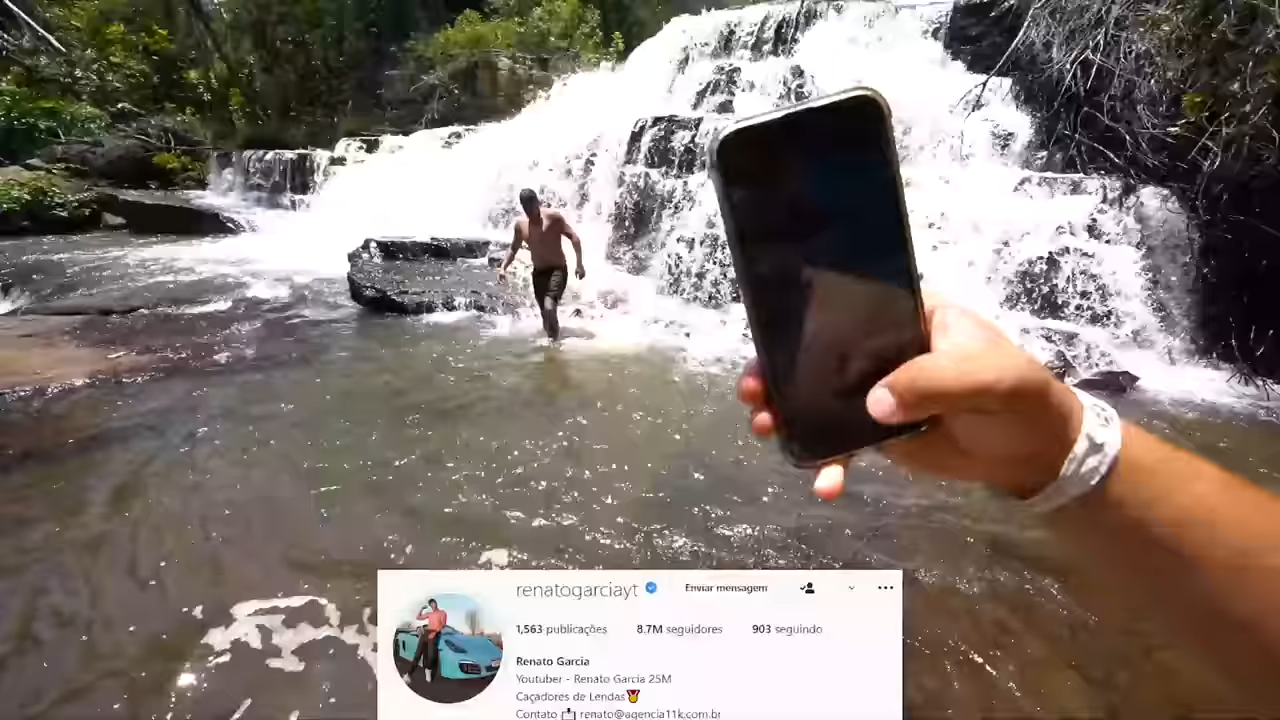 renatogarciayt
Enviar mensagem
1,563 publicações 8.7M seguidores 903 seguindo
Renato Garcia
Youtuber - Renato Garcia 25M
Caçadores de Lendas🏅
Contato 📩 renato@agencia11k.com.br